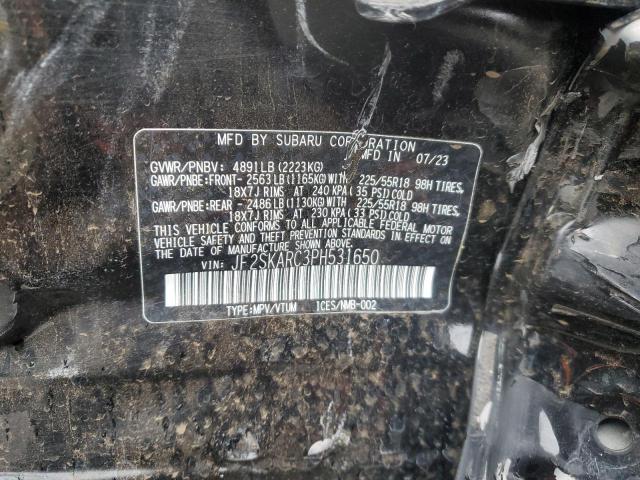 MFD BY SUBARU CORPORATION
MFD IN 07/23
GVWR/PNBV: 4891LB(2223KG)
GAWR/PNBE:FRONT- 2563LB(1165KG)WITH 225/55R18 98H TIRES,
18X7J RIMS AT 240 KPA(35 PSI)COLD
GAWR/PNBE:REAR - 2486LB(1130KG)WITH 225/55R18 98H TIRES,
18X7J RIMS AT 230 KPA(33 PSI)COLD
THIS VEHICLE CONFORMS TO ALL APPLICABLE FEDERAL MOTOR
VEHICLE SAFETY AND THEFT PREVENTION STANDARDS IN EFFECT ON
THE DATE OF MANUFACTURE SHOWN ABOVE.
VIN: JF2SKARC3PH531650
TYPE:MPV/VTUM ICES/NMB-002